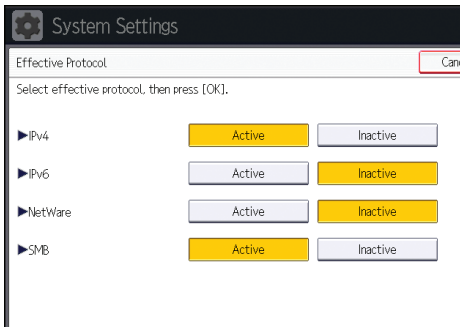 System Settings
Effective Protocol
Select effective protocol, then press [OK].
►IPv4 Active Inactive
►IPv6 Active Inactive
►NetWare Active Inactive
►SMB Active Inactive